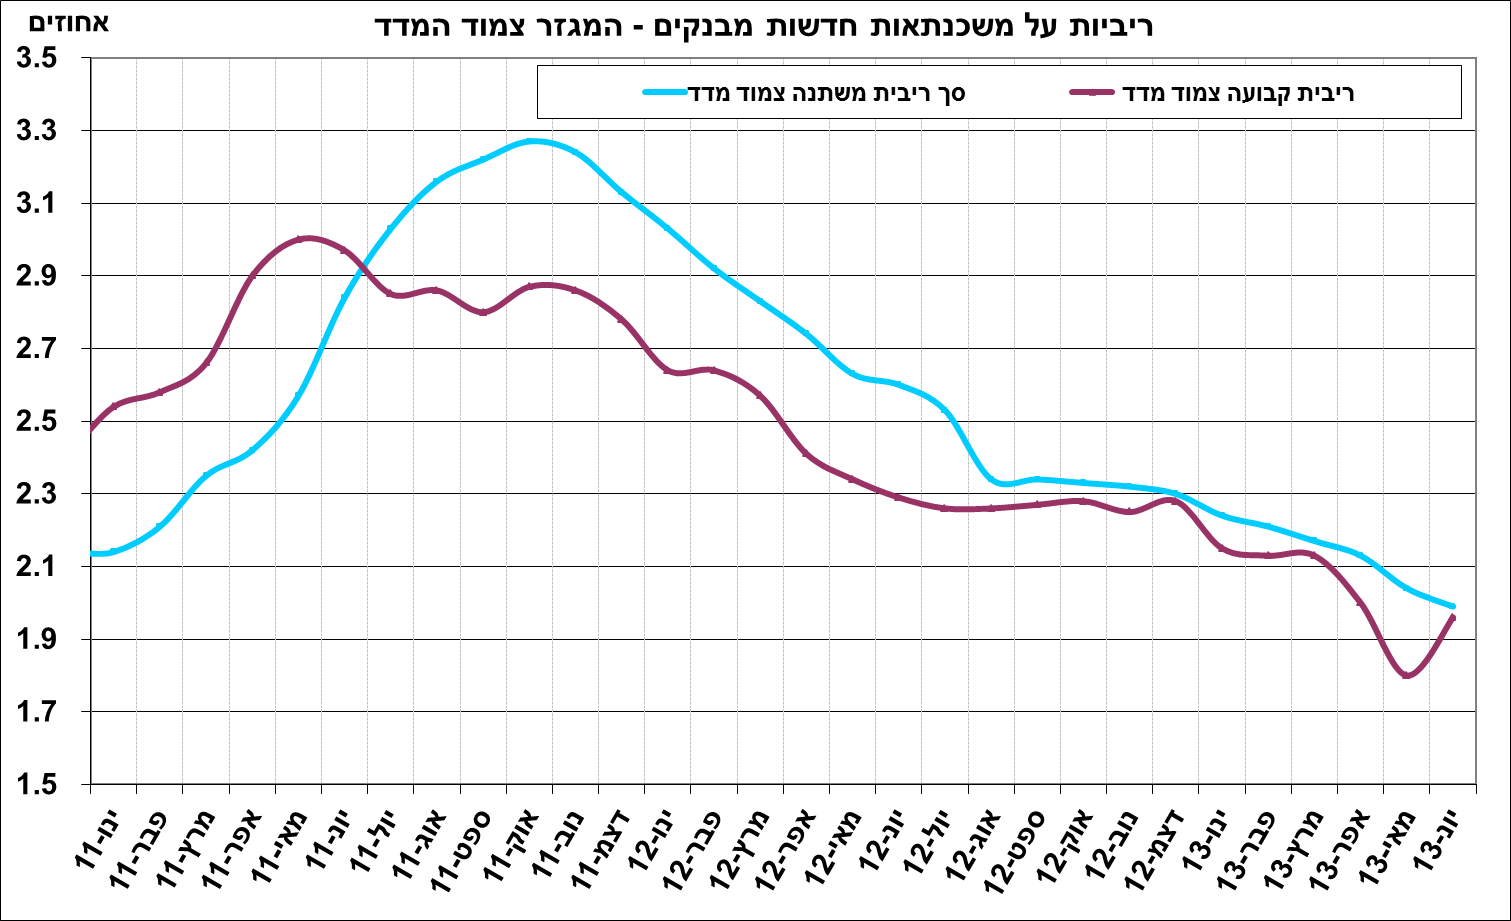 ריביות על משכנתאות חדשות מבנקים - המגזר צמוד המדד
אחוזים
ריבית קבועה צמוד מדד
סך ריבית משתנה צמוד מדד
3.5
3.3
3.1
2.9
2.7
2.5
2.3
2.1
1.9
1.7
1.5
ינו-11
פבר-11
מרץ-11
אפר-11
מאי-11
יונ-11
יול-11
אוג-11
ספט-11
אוק-11
נוב-11
דצמ-11
ינו-12
פבר-12
מרץ-12
אפר-12
מאי-12
יונ-12
יול-12
אוג-12
ספט-12
אוק-12
נוב-12
דצמ-12
ינו-13
פבר-13
מרץ-13
אפר-13
מאי-13
יונ-13